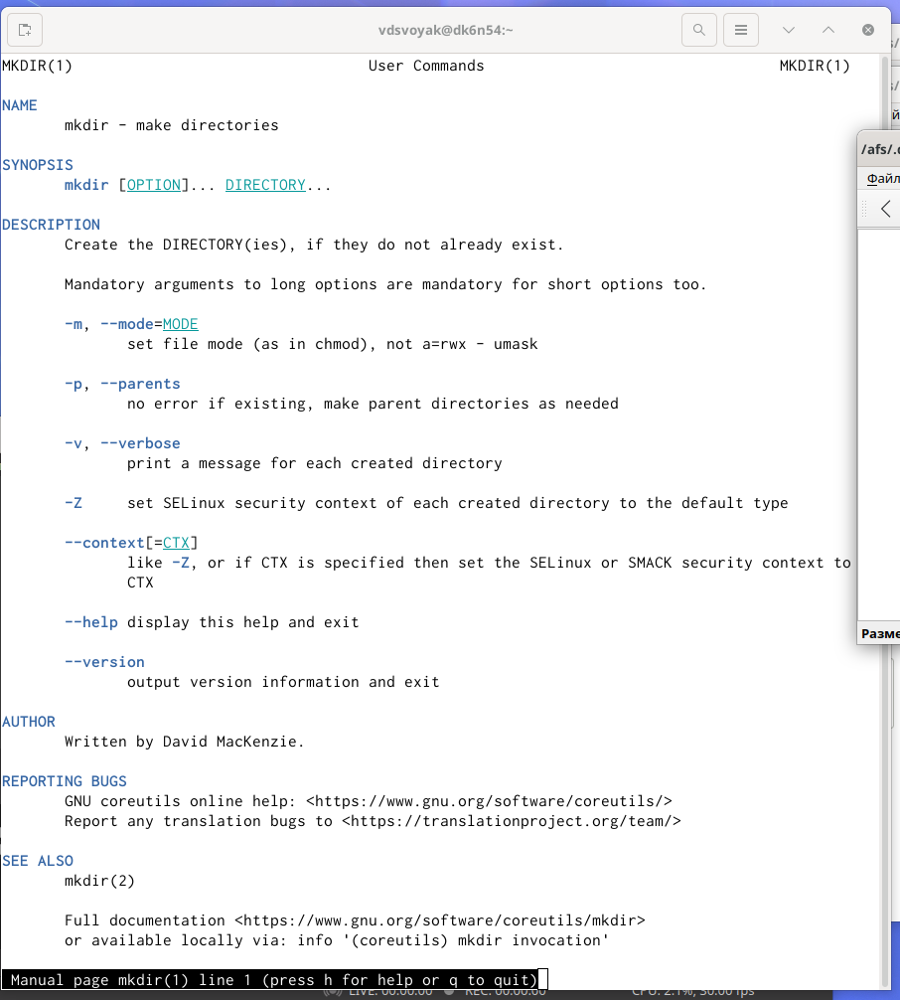 vdsvoyak@dk6n54:~
MKDIR(1) User Commands MKDIR(1)
NAME
mkdir - make directories
SYNOPSIS
mkdir [OPTION]... DIRECTORY...
DESCRIPTION
Create the DIRECTORY(ies), if they do not already exist.
Mandatory arguments to long options are mandatory for short options too.
-m, --mode=MODE
set file mode (as in chmod), not a=rwx - umask
-p, --parents
no error if existing, make parent directories as needed
-v, --verbose
print a message for each created directory
-Z set SELinux security context of each created directory to the default type
--context[=CTX]
like -Z, or if CTX is specified then set the SELinux or SMACK security context to
CTX
--help display this help and exit
--version
output version information and exit
AUTHOR
Written by David MacKenzie.
REPORTING BUGS
GNU coreutils online help: <https://www.gnu.org/software/coreutils/>
Report any translation bugs to <https://translationproject.org/team/>
SEE ALSO
mkdir(2)
Full documentation <https://www.gnu.org/software/coreutils/mkdir>
or available locally via: info '(coreutils) mkdir invocation'
Manual page mkdir(1) line 1 (press h for help or q to quit)
/afs/.
Файл
Разме
LIVE: 00:00:00 REC: 00:00:00 CPU: 2.1%, 30.00 fps